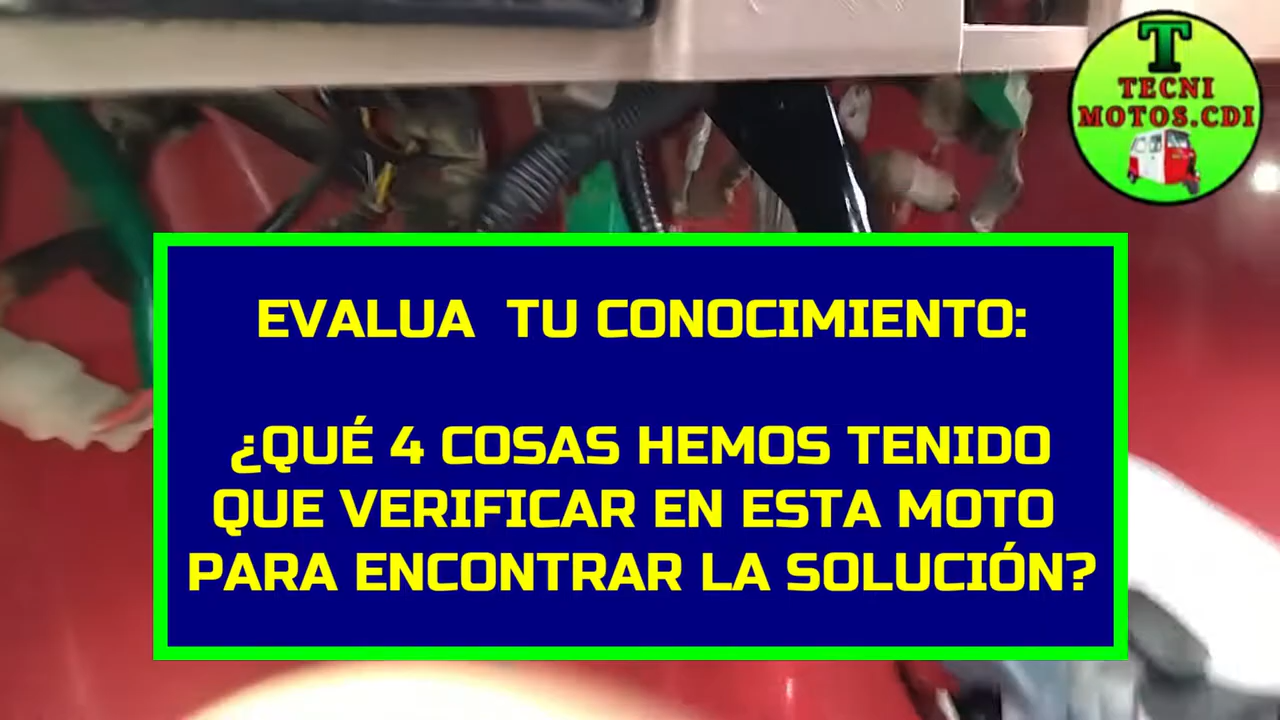 T
TECNI
MOTOS.CDI
EVALUA TU CONOCIMIENTO:
¿QUÉ 4 COSAS HEMOS TENIDO
QUE VERIFICAR EN ESTA MOTO
PARA ENCONTRAR LA SOLUCIÓN?